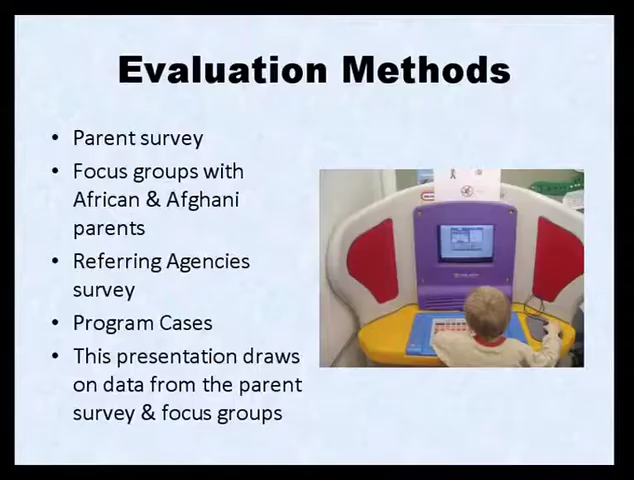 Evaluation Methods
• Parent survey
• Focus groups with
African & Afghani
parents
• Referring Agencies
survey
• Program Cases
• This presentation draws
on data from the parent
survey & focus groups